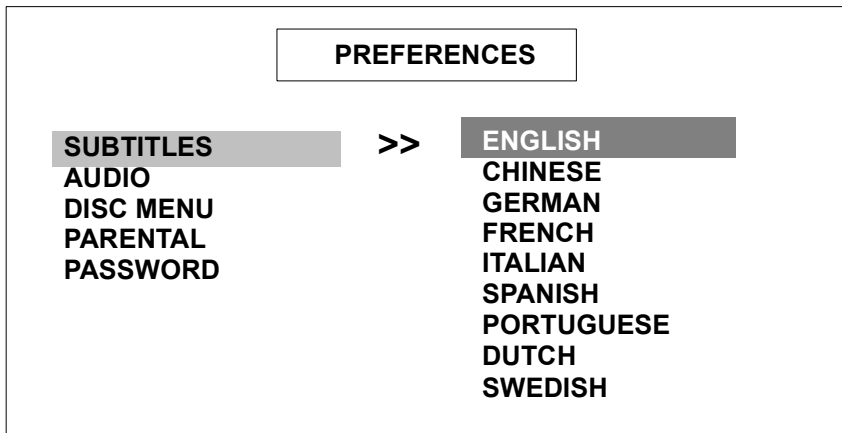 PREFERENCES
SUBTITLES >> ENGLISH
AUDIO CHINESE
DISC MENU GERMAN
PARENTAL FRENCH
PASSWORD ITALIAN
SPANISH
PORTUGUESE
DUTCH
SWEDISH